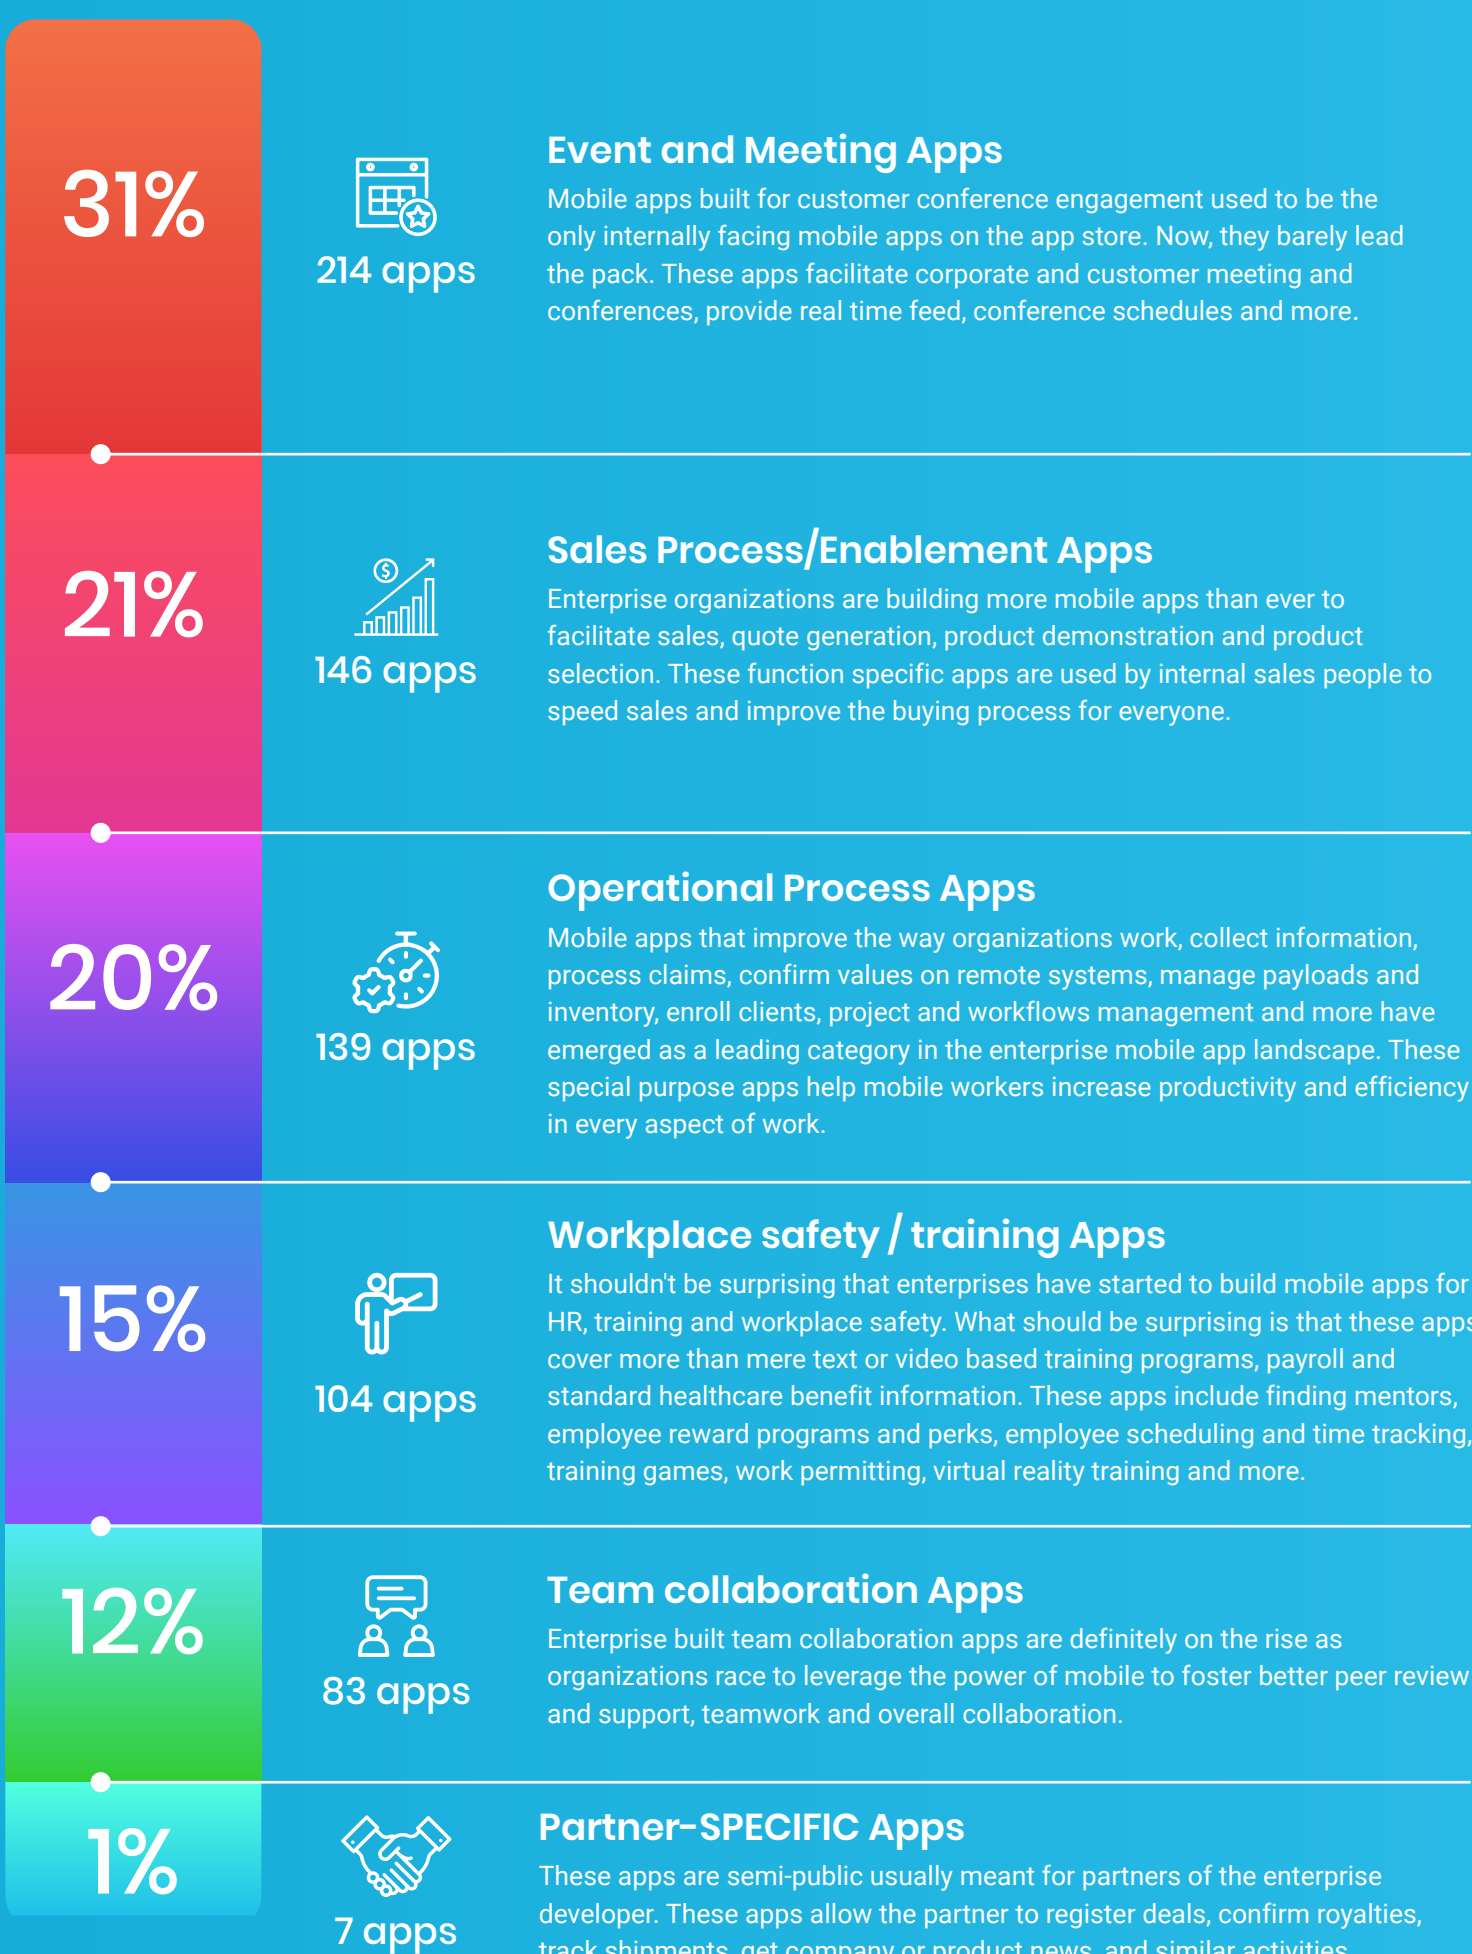 31%
214 apps
Event and Meeting Apps
Mobile apps built for customer conference engagement used to be the
only internally facing mobile apps on the app store. Now, they barely lead
the pack. These apps facilitate corporate and customer meeting and
conferences, provide real time feed, conference schedules and more.
21%
146 apps
Sales Process/Enablement Apps
Enterprise organizations are building more mobile apps than ever to
facilitate sales, quote generation, product demonstration and product
selection. These function specific apps are used by internal sales people to
speed sales and improve the buying process for everyone.
20%
139 apps
Operational Process Apps
Mobile apps that improve the way organizations work, collect information,
process claims, confirm values on remote systems, manage payloads and
inventory, enroll clients, project and workflows management and more have
emerged as a leading category in the enterprise mobile app landscape. These
special purpose apps help mobile workers increase productivity and efficiency
in every aspect of work.
15%
104 apps
Workplace safety / training Apps
It shouldn't be surprising that enterprises have started to build mobile apps for
HR, training and workplace safety. What should be surprising is that these apps
cover more than mere text or video based training programs, payroll and
standard healthcare benefit information. These apps include finding mentors,
employee reward programs and perks, employee scheduling and time tracking,
training games, work permitting, virtual reality training and more.
12%
83 apps
Team collaboration Apps
Enterprise built team collaboration apps are definitely on the rise as
organizations race to leverage the power of mobile to foster better peer review
and support, teamwork and overall collaboration.
1%
7 apps
Partner-SPECIFIC Apps
These apps are semi-public usually meant for partners of the enterprise
developer. These apps allow the partner to register deals, confirm royalties,
track shipments, get company or product news, and similar activities